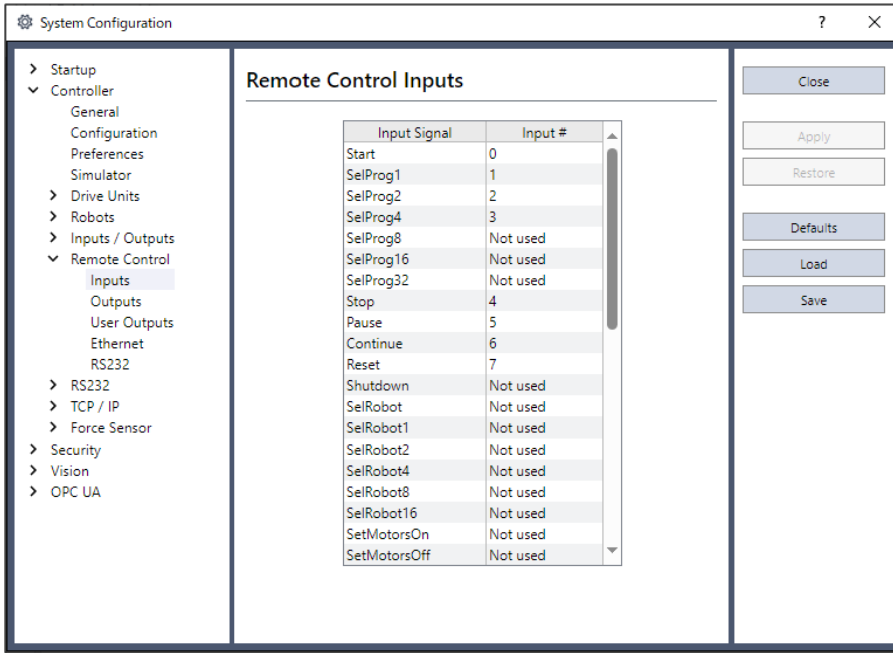 System Configuration
?
Startup
Controller
General
Configuration
Preferences
Simulator
Drive Units
Robots
Inputs / Outputs
Remote Control
Inputs
Outputs
User Outputs
Ethernet
RS232
RS232
TCP / IP
Force Sensor
Security
Vision
OPC UA
Remote Control Inputs
Input Signal Input #
Start 0
SelProg1 1
SelProg2 2
SelProg4 3
SelProg8 Not used
SelProg16 Not used
SelProg32 Not used
Stop 4
Pause 5
Continue 6
Reset 7
Shutdown Not used
SelRobot Not used
SelRobot1 Not used
SelRobot2 Not used
SelRobot4 Not used
SelRobot8 Not used
SelRobot16 Not used
SetMotorsOn Not used
SetMotorsOff Not used
Close
Apply
Restore
Defaults
Load
Save